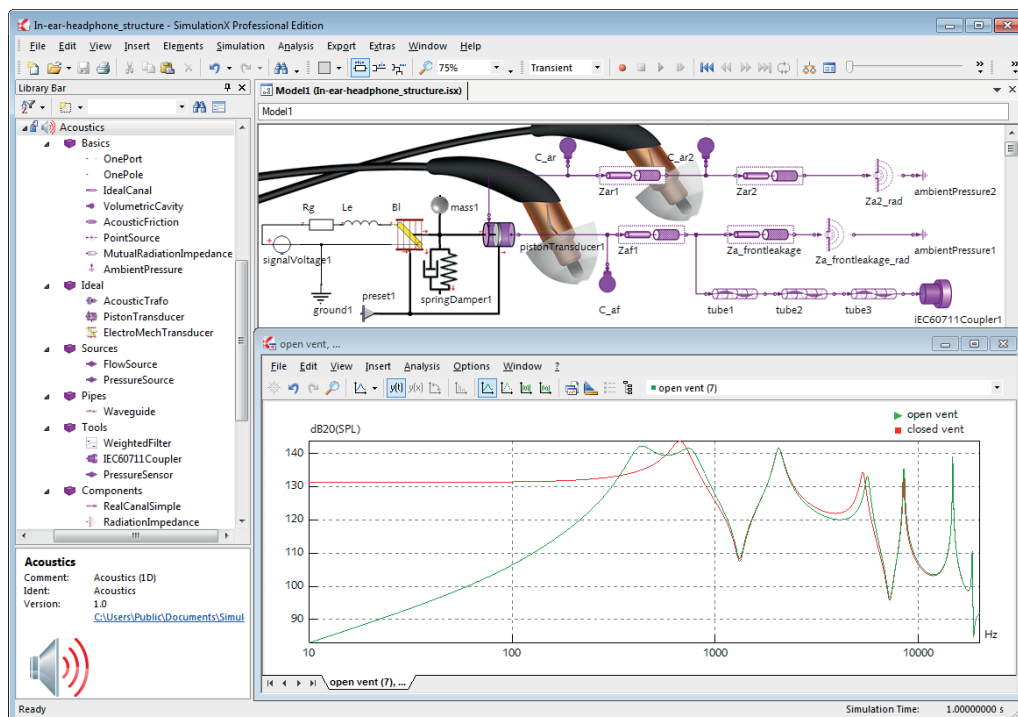 In-ear-headphone_structure - SimulationX Professional Edition
File Edit View Insert Elements Simulation Analysis Export Extras Window Help
75% Transient
Library Bar
Model1 (In-ear-headphone_structure.isx)
Model1
Acoustics
Basics
OnePort
OnePole
IdealCanal
VolumetricCavity
AcousticFriction
PointSource
MutualRadiationImpedance
AmbientPressure
Ideal
AcousticTrafo
PistonTransducer
ElectroMechTransducer
Sources
FlowSource
PressureSource
Pipes
Waveguide
Tools
WeightedFilter
IEC60711Coupler
PressureSensor
Components
RealCanalSimple
RadiationImpedance
Acoustics
Comment: Acoustics (1D)
Ident: Acoustics
Version: 1.0
C:\Users\Public\Documents\Simul
C_ar C_ar2
Zar1 Zar2 Za2_rad ambientPressure2
Rg Le Bl mass1
signalVoltage1 pistonTransducer1 Zaf1 Za_frontleakage Za_frontleakage_rad ambientPressure1
ground1 preset1 springDamper1 C_af tube1 tube2 tube3 iEC60711Coupler1
open vent, ...
File Edit View Insert Analysis Options Window ?
y(t) y(x) open vent (7)
dB20(SPL)
open vent
closed vent
140
130
120
110
100
90
10 100 1000 10000 Hz
open vent (7), ...
Ready Simulation Time: 1.00000000 s